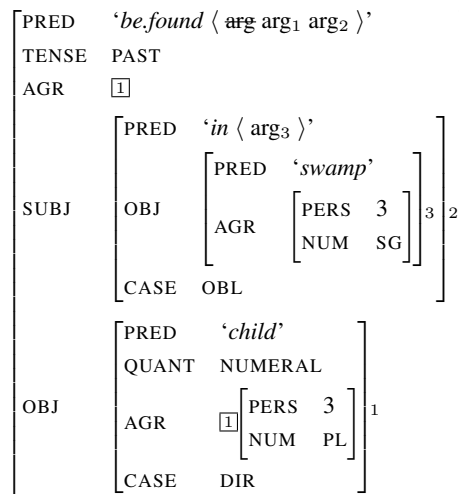 PRED ‘be.found ⟨ arg arg1 arg2 ⟩’
TENSE PAST
AGR 1
SUBJ
PRED ‘in ⟨ arg3 ⟩’
OBJ
PRED ‘swamp’
AGR
PERS 3
NUM SG
3
CASE OBL
2
OBJ
PRED ‘child’
QUANT NUMERAL
AGR 1
PERS 3
NUM PL
CASE DIR
1